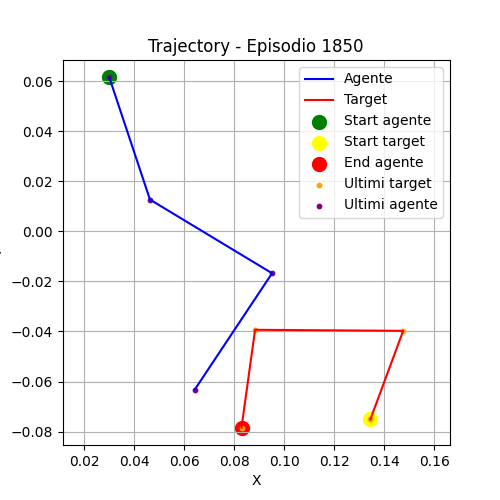 Trajectory - Episodio 1850
Agente
Target
Start agente
Start target
End agente
Ultimi target
Ultimi agente
0.06
0.04
0.02
0.00
−0.02
−0.04
−0.06
−0.08
0.02 0.04 0.06 0.08 0.10 0.12 0.14 0.16
X